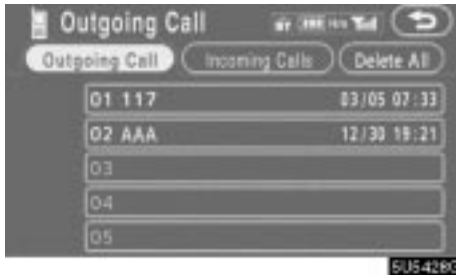 Outgoing Call
Outgoing Call Incoming Calls Delete All
01 117 03/05 07:33
02 AAA 12/30 19:21
03
04
05
5U5428G